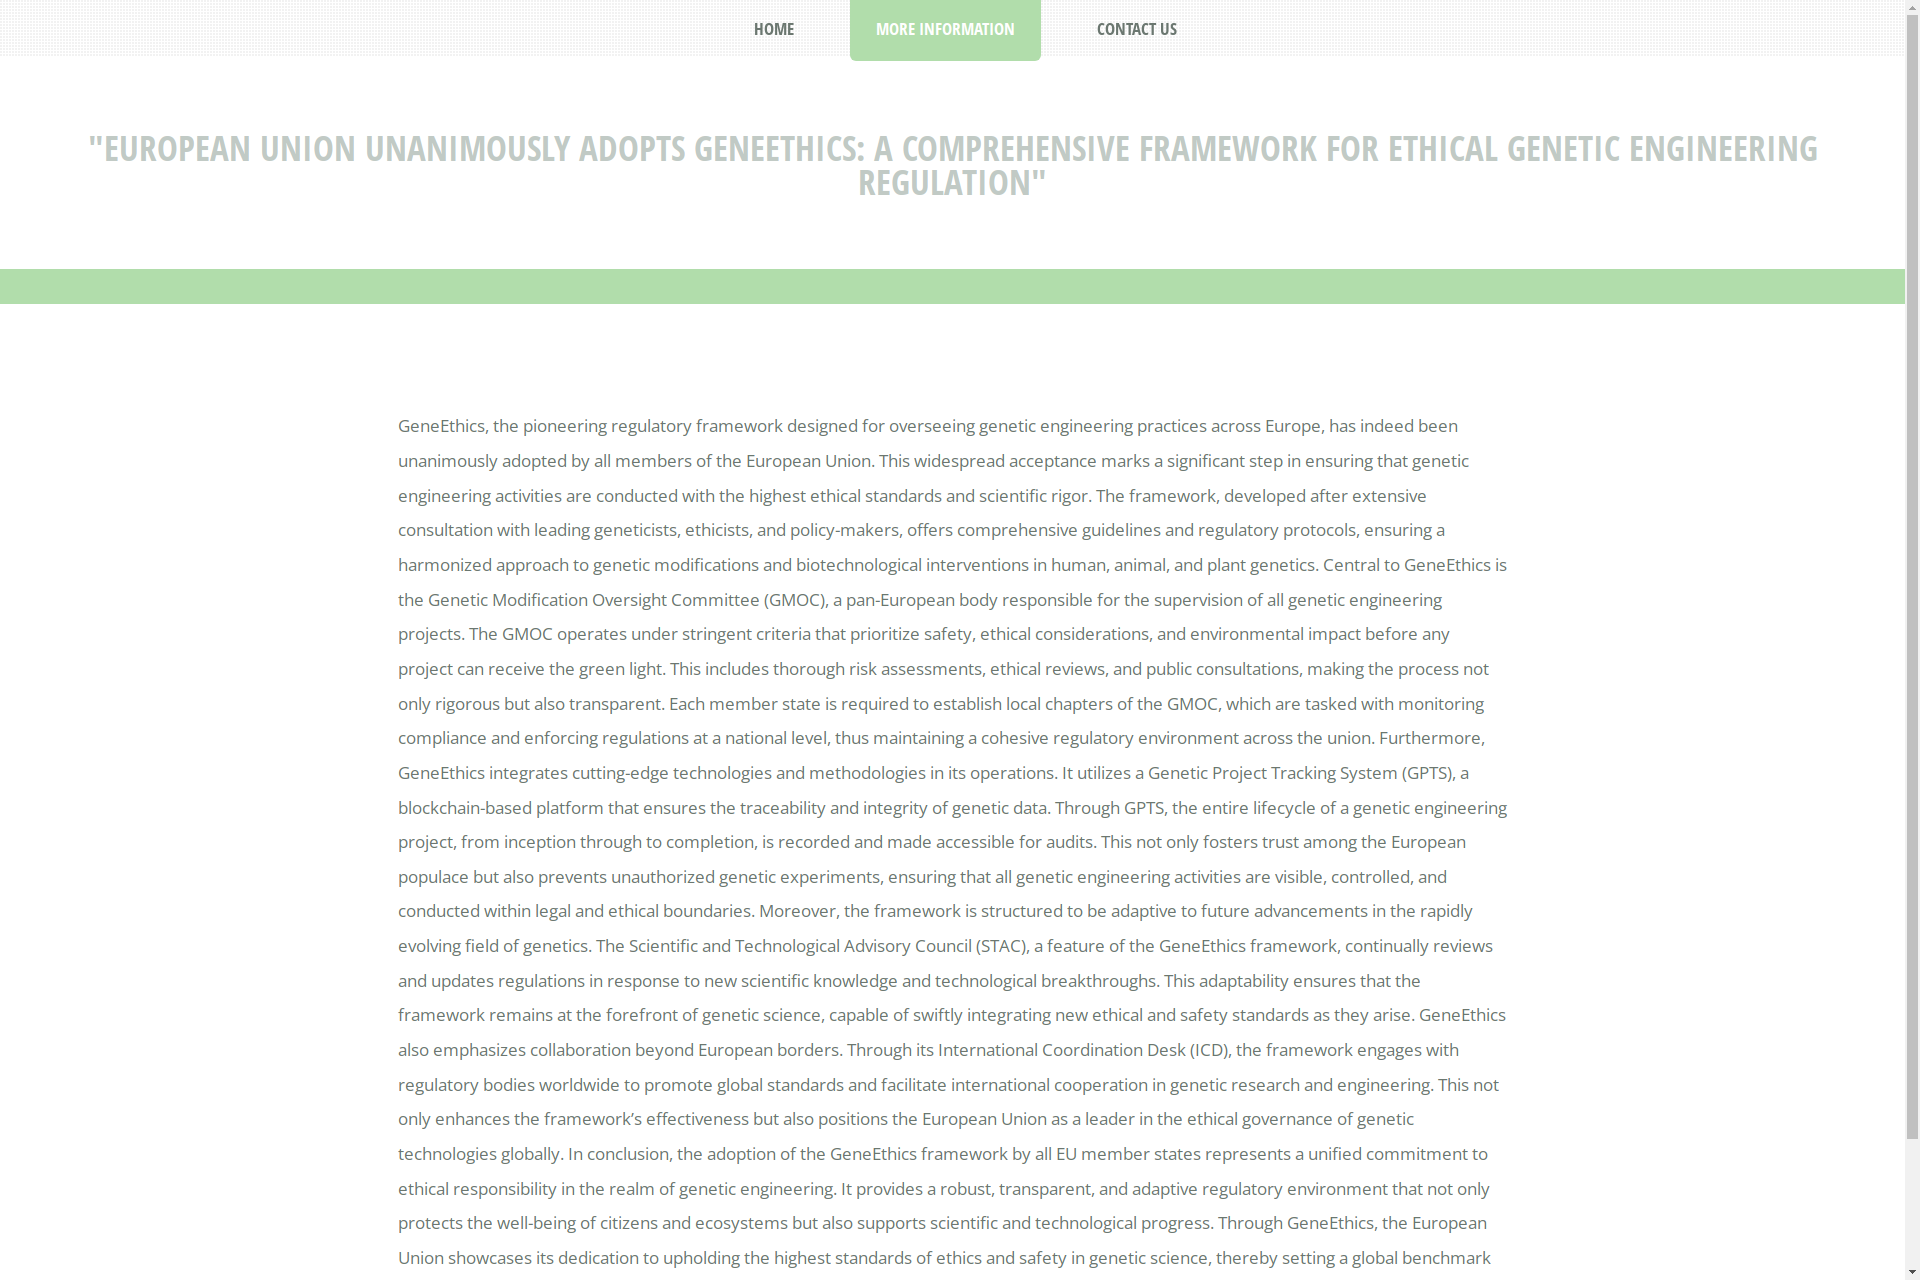 HOME
MORE INFORMATION
CONTACT US
"EUROPEAN UNION UNANIMOUSLY ADOPTS GENEETHICS: A COMPREHENSIVE FRAMEWORK FOR ETHICAL GENETIC ENGINEERING
REGULATION"
GeneEthics, the pioneering regulatory framework designed for overseeing genetic engineering practices across Europe, has indeed been
unanimously adopted by all members of the European Union. This widespread acceptance marks a significant step in ensuring that genetic
engineering activities are conducted with the highest ethical standards and scientific rigor. The framework, developed after extensive
consultation with leading geneticists, ethicists, and policy-makers, offers comprehensive guidelines and regulatory protocols, ensuring a
harmonized approach to genetic modifications and biotechnological interventions in human, animal, and plant genetics. Central to GeneEthics is
the Genetic Modification Oversight Committee (GMOC), a pan-European body responsible for the supervision of all genetic engineering
projects. The GMOC operates under stringent criteria that prioritize safety, ethical considerations, and environmental impact before any
project can receive the green light. This includes thorough risk assessments, ethical reviews, and public consultations, making the process not
only rigorous but also transparent. Each member state is required to establish local chapters of the GMOC, which are tasked with monitoring
compliance and enforcing regulations at a national level, thus maintaining a cohesive regulatory environment across the union. Furthermore,
GeneEthics integrates cutting-edge technologies and methodologies in its operations. It utilizes a Genetic Project Tracking System (GPTS), a
blockchain-based platform that ensures the traceability and integrity of genetic data. Through GPTS, the entire lifecycle of a genetic engineering
project, from inception through to completion, is recorded and made accessible for audits. This not only fosters trust among the European
populace but also prevents unauthorized genetic experiments, ensuring that all genetic engineering activities are visible, controlled, and
conducted within legal and ethical boundaries. Moreover, the framework is structured to be adaptive to future advancements in the rapidly
evolving field of genetics. The Scientific and Technological Advisory Council (STAC), a feature of the GeneEthics framework, continually reviews
and updates regulations in response to new scientific knowledge and technological breakthroughs. This adaptability ensures that the
framework remains at the forefront of genetic science, capable of swiftly integrating new ethical and safety standards as they arise. GeneEthics
also emphasizes collaboration beyond European borders. Through its International Coordination Desk (ICD), the framework engages with
regulatory bodies worldwide to promote global standards and facilitate international cooperation in genetic research and engineering. This not
only enhances the framework’s effectiveness but also positions the European Union as a leader in the ethical governance of genetic
technologies globally. In conclusion, the adoption of the GeneEthics framework by all EU member states represents a unified commitment to
ethical responsibility in the realm of genetic engineering. It provides a robust, transparent, and adaptive regulatory environment that not only
protects the well-being of citizens and ecosystems but also supports scientific and technological progress. Through GeneEthics, the European
Union showcases its dedication to upholding the highest standards of ethics and safety in genetic science, thereby setting a global benchmark